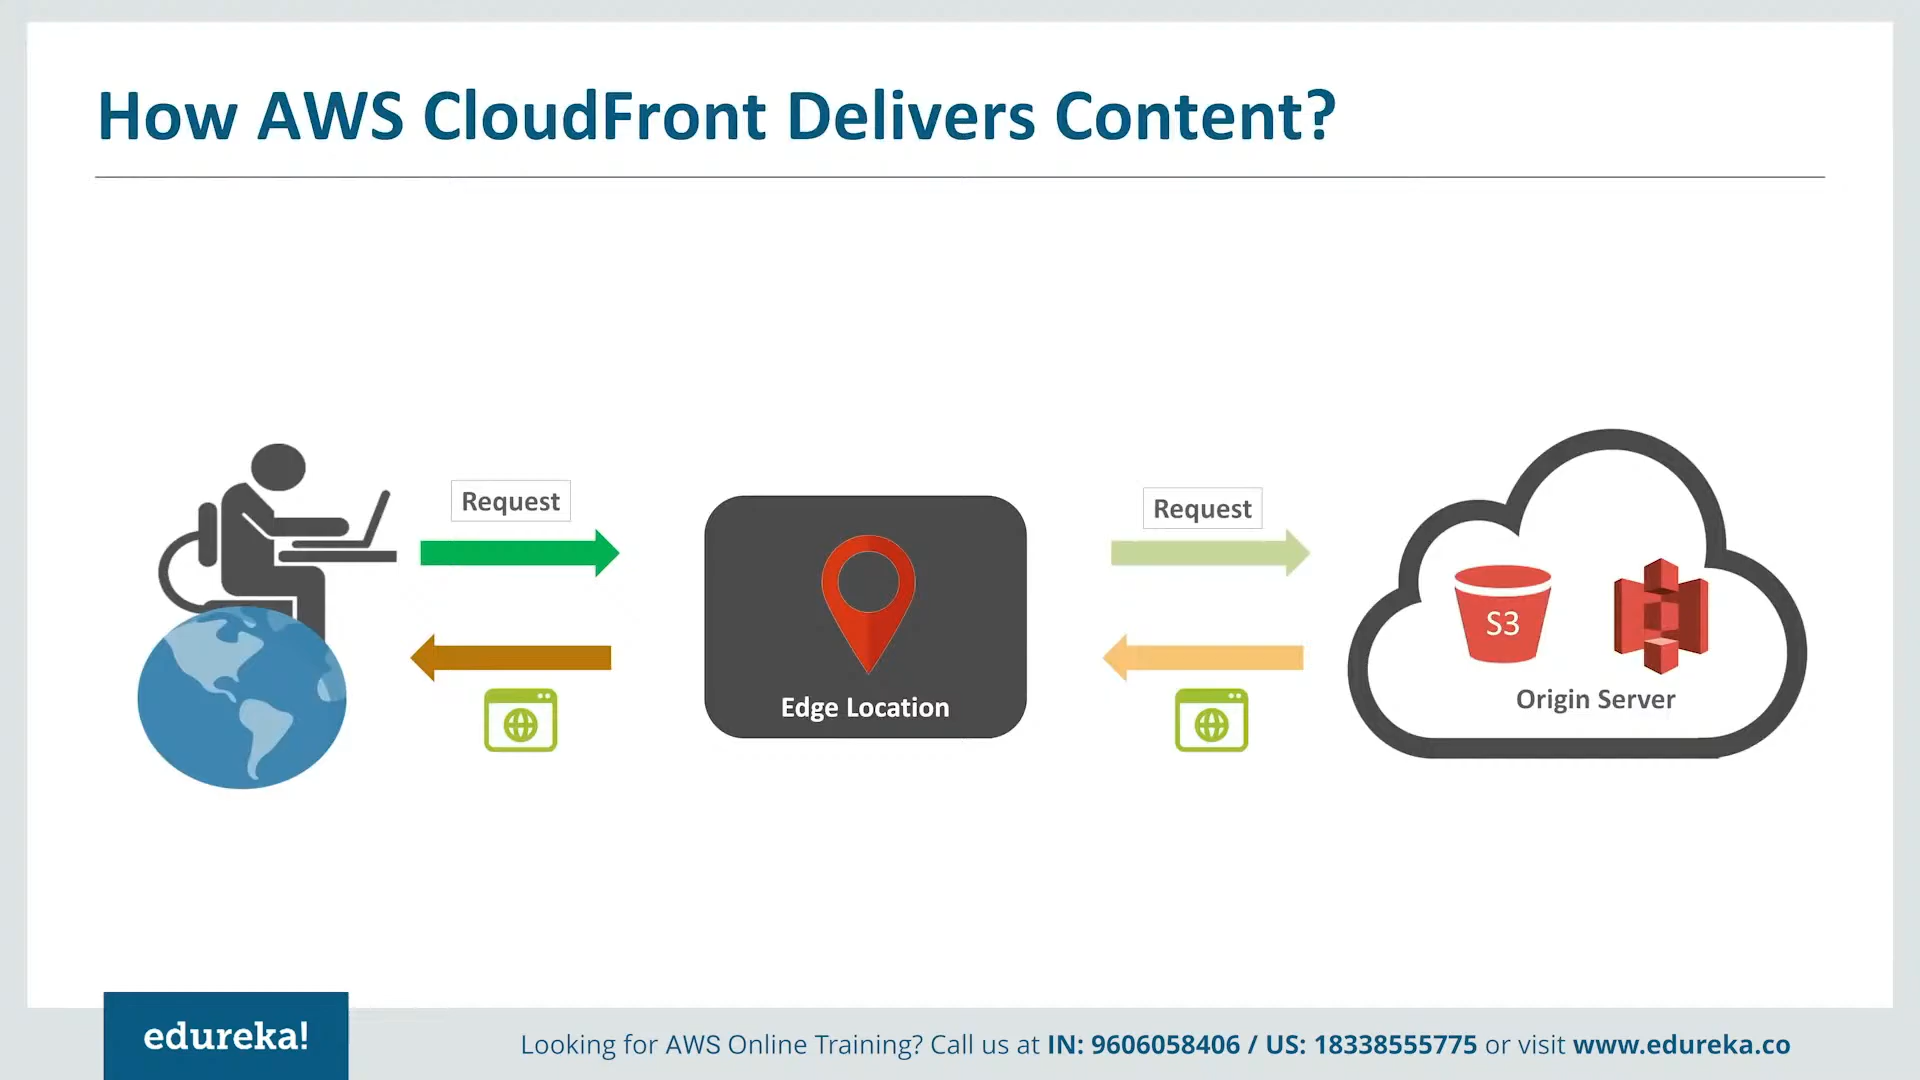 How AWS CloudFront Delivers Content?
Request
Request
S3
Edge Location
Origin Server
edureka!
Looking for AWS Online Training? Call us at IN: 9606058406 / US: 18338555775 or visit www.edureka.co